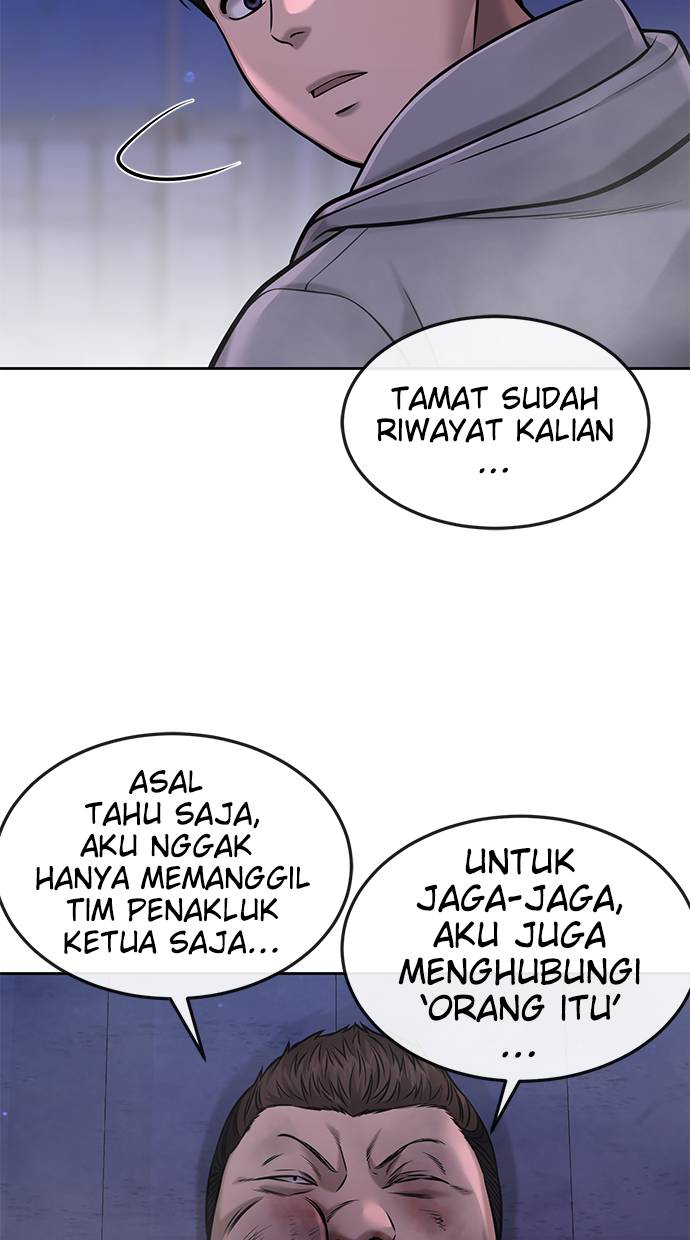 TAMAT SUDAH
RIWAYAT KALIAN
...
ASAL
TAHU SAJA,
AKU NGGAK
HANYA MEMANGGIL
TIM PENAKLUK
KETUA SAJA...
UNTUK
JAGA-JAGA,
AKU JUGA
MENGHUBUNGI
'ORANG ITU'
...